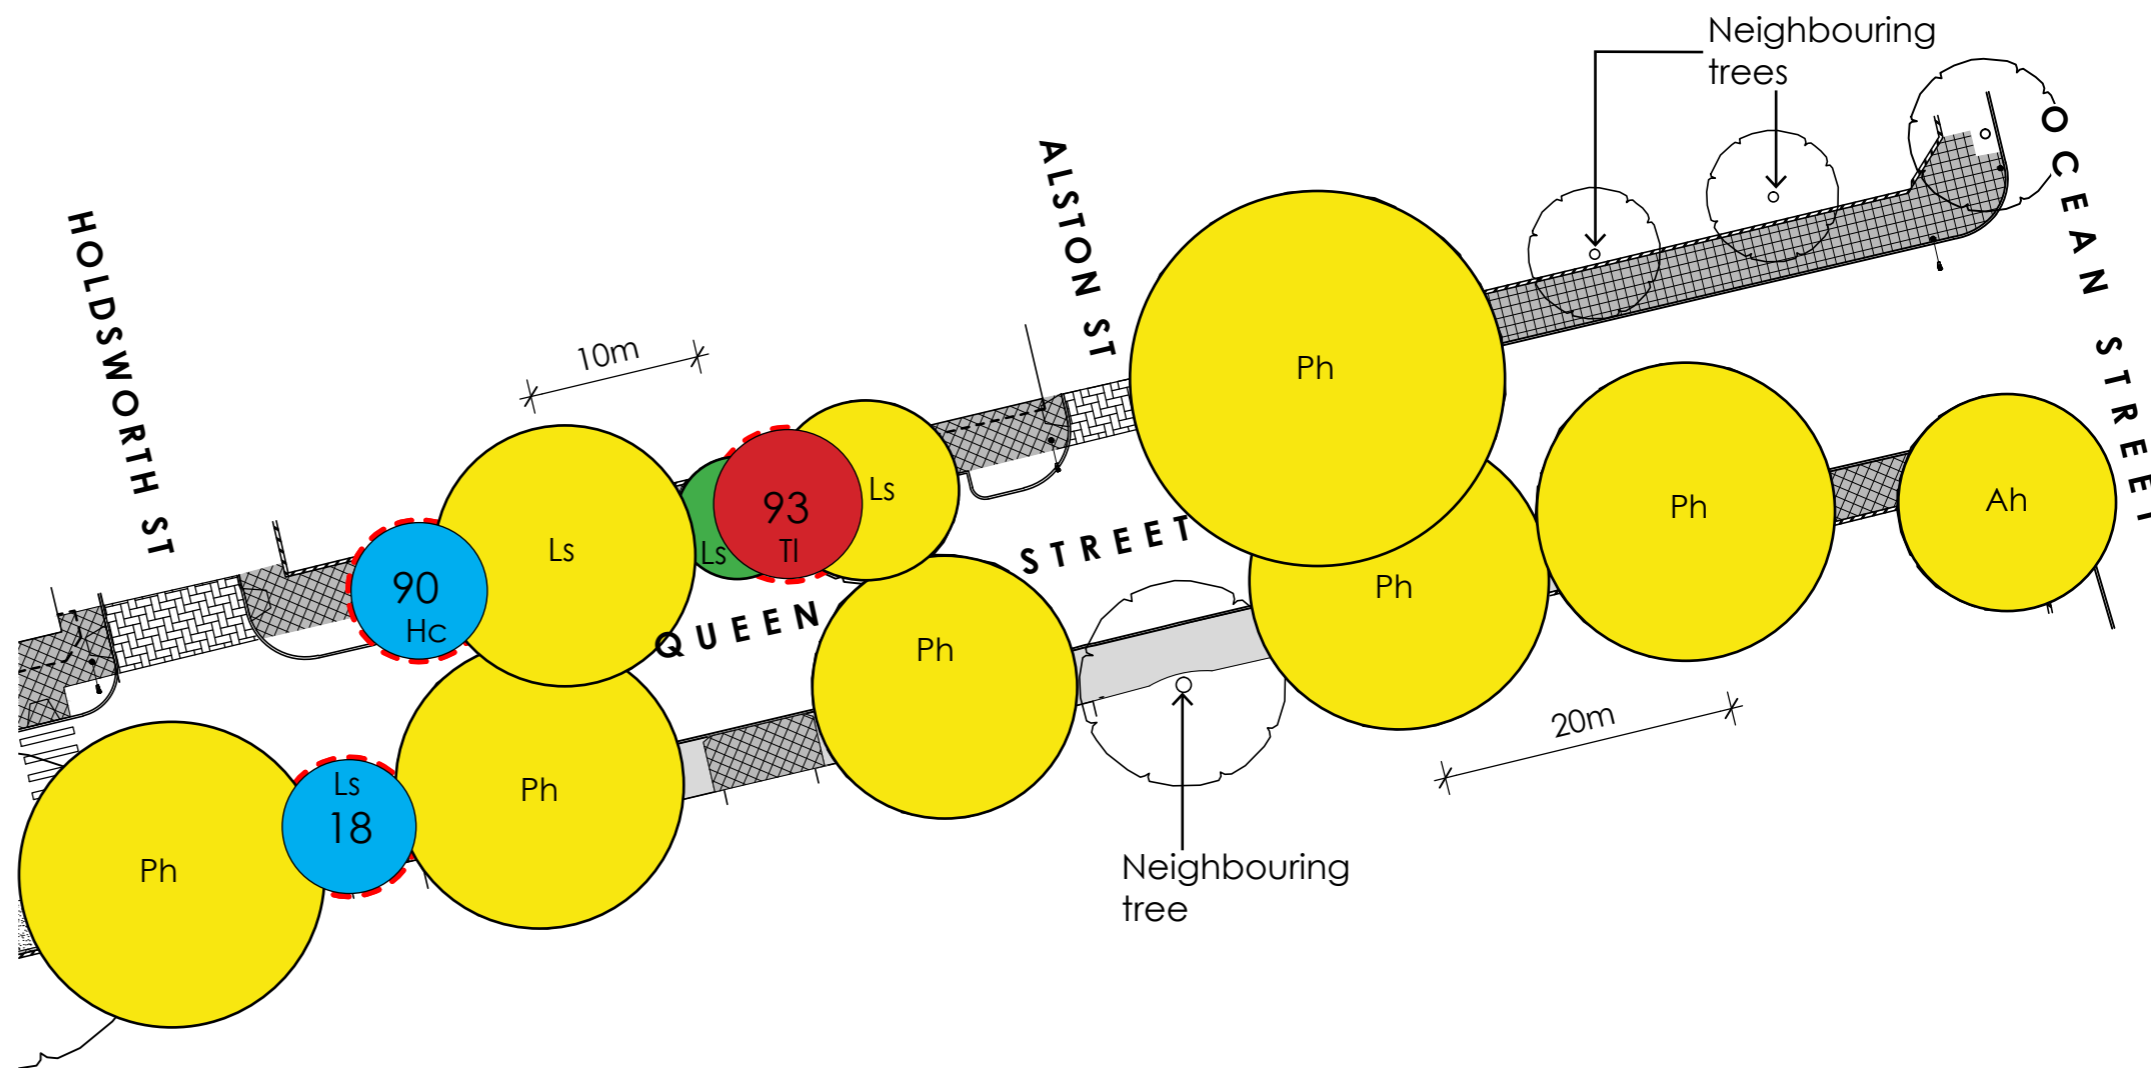 Neighbouring
trees
OCEAN STREET
ALSTON ST
HOLDSWORTH ST
10m
Ph
Ls
93
Tl
Ls
Ls
90
Hc
QUEEN STREET
Ph
Ph
Ah
Ph
Ph
Ls
18
Ph
Ph
20m
Neighbouring
tree